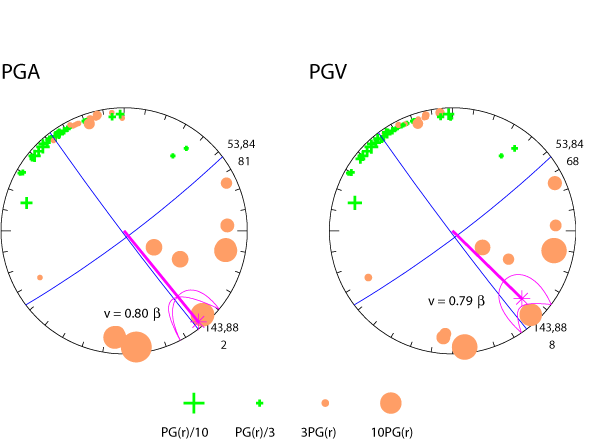 PGA
PGV
53,84
81
53,84
68
v = 0.80 β
v = 0.79 β
143,88
2
143,88
8
PG(r)/10
PG(r)/3
3PG(r)
10PG(r)